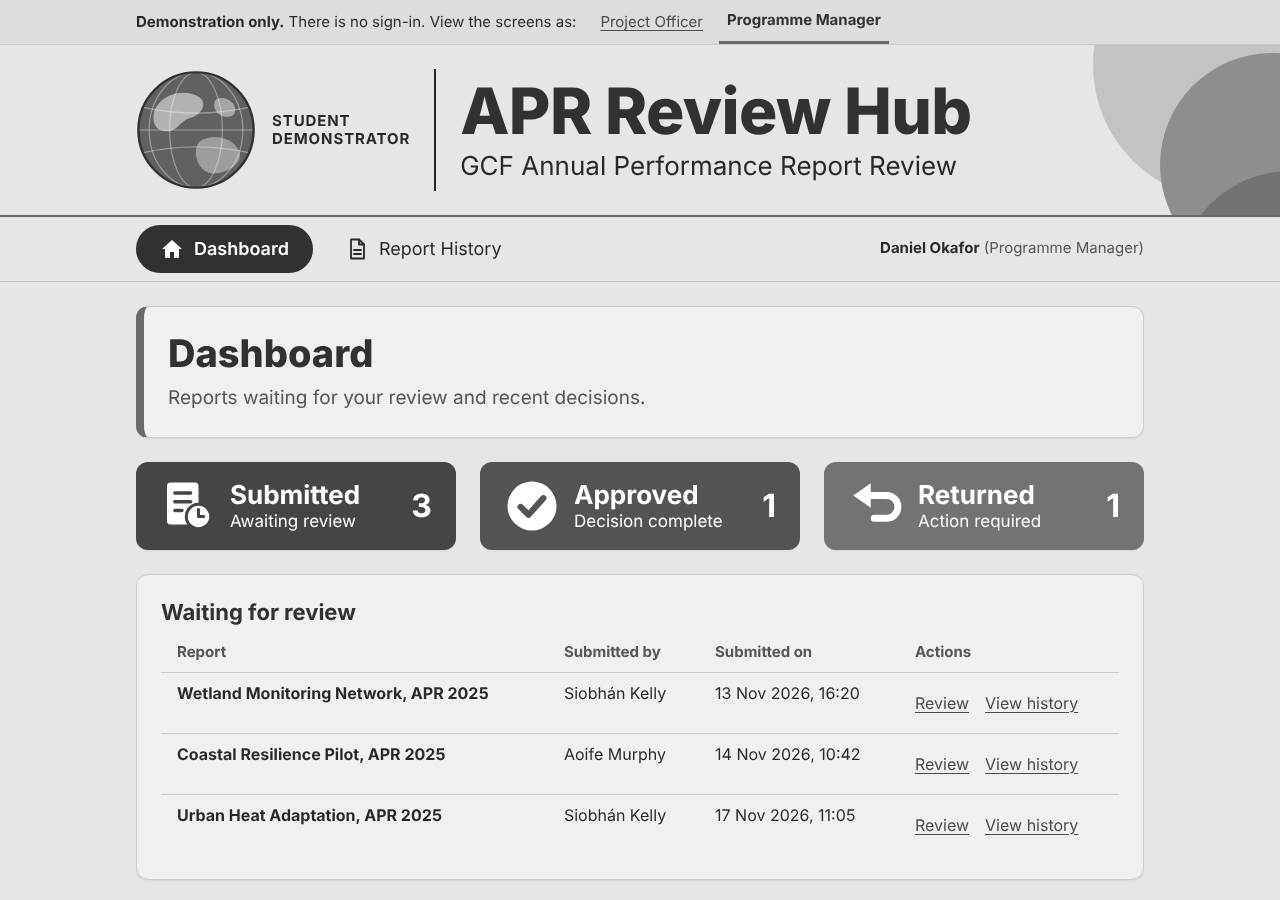 Demonstration only. There is no sign-in. View the screens as: Project Officer Programme Manager
STUDENT
DEMONSTRATOR
APR Review Hub
GCF Annual Performance Report Review
Dashboard Report History Daniel Okafor (Programme Manager)
Dashboard
Reports waiting for your review and recent decisions.
Submitted
Awaiting review
3
Approved
Decision complete
1
Returned
Action required
1
Waiting for review
Report Submitted by Submitted on Actions
Wetland Monitoring Network, APR 2025 Siobhán Kelly 13 Nov 2026, 16:20 Review View history
Coastal Resilience Pilot, APR 2025 Aoife Murphy 14 Nov 2026, 10:42 Review View history
Urban Heat Adaptation, APR 2025 Siobhán Kelly 17 Nov 2026, 11:05 Review View history